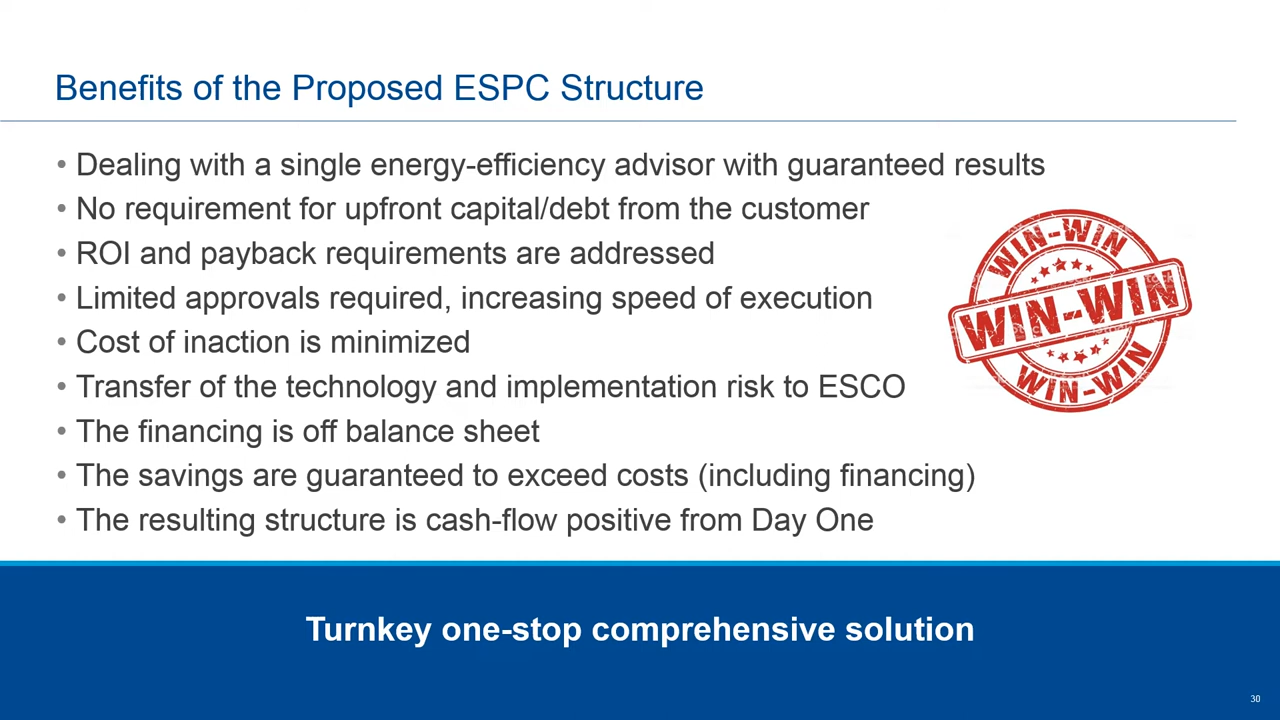 Benefits of the Proposed ESPC Structure
• Dealing with a single energy-efficiency advisor with guaranteed results
• No requirement for upfront capital/debt from the customer
• ROI and payback requirements are addressed
• Limited approvals required, increasing speed of execution
• Cost of inaction is minimized
• Transfer of the technology and implementation risk to ESCO
• The financing is off balance sheet
• The savings are guaranteed to exceed costs (including financing)
• The resulting structure is cash-flow positive from Day One
WIN-WIN
WIN-WIN
WIN-WIN
Turnkey one-stop comprehensive solution
30